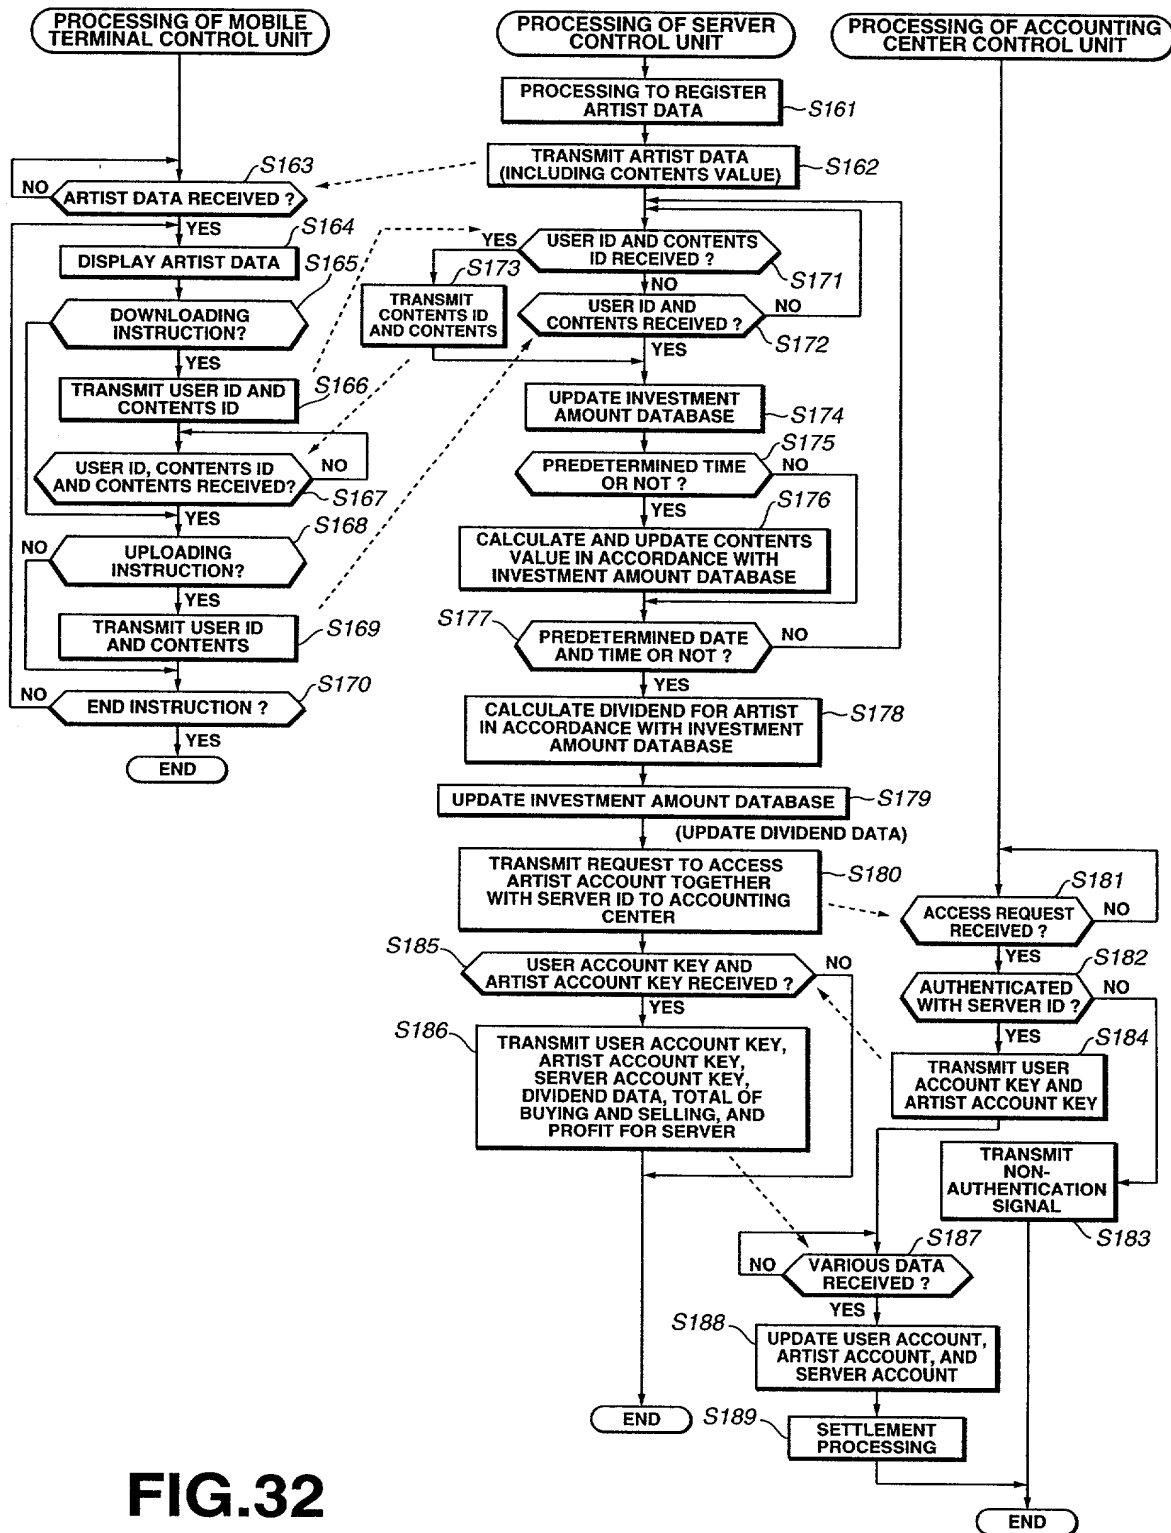 PROCESSING OF MOBILE
TERMINAL CONTROL UNIT
S163
NO
ARTIST DATA RECEIVED ?
YES
S164
DISPLAY ARTIST DATA
S165
DOWNLOADING
INSTRUCTION?
YES
TRANSMIT USER ID AND
CONTENTS ID
S166
USER ID, CONTENTS ID
AND CONTENTS RECEIVED?
NO
S167
YES
S168
NO
UPLOADING
INSTRUCTION?
YES
TRANSMIT USER ID
AND CONTENTS
S169
NO
END INSTRUCTION ?
S170
YES
END
PROCESSING OF SERVER
CONTROL UNIT
PROCESSING TO REGISTER
ARTIST DATA
S161
TRANSMIT ARTIST DATA
(INCLUDING CONTENTS VALUE)
S162
YES
USER ID AND CONTENTS
ID RECEIVED ?
S171
NO
S173
TRANSMIT
CONTENTS ID
AND CONTENTS
USER ID AND
CONTENTS RECEIVED ?
NO
S172
YES
UPDATE INVESTMENT
AMOUNT DATABASE
S174
S175
PREDETERMINED TIME
OR NOT ?
NO
YES
S176
CALCULATE AND UPDATE CONTENTS
VALUE IN ACCORDANCE WITH
INVESTMENT AMOUNT DATABASE
S177
PREDETERMINED DATE
AND TIME OR NOT ?
NO
YES
CALCULATE DIVIDEND FOR ARTIST
IN ACCORDANCE WITH INVESTMENT
AMOUNT DATABASE
S178
UPDATE INVESTMENT AMOUNT DATABASE
S179
(UPDATE DIVIDEND DATA)
TRANSMIT REQUEST TO ACCESS
ARTIST ACCOUNT TOGETHER
WITH SERVER ID TO ACCOUNTING
CENTER
S180
S185
USER ACCOUNT KEY AND
ARTIST ACCOUNT KEY RECEIVED ?
NO
YES
S186
TRANSMIT USER ACCOUNT KEY,
ARTIST ACCOUNT KEY,
SERVER ACCOUNT KEY,
DIVIDEND DATA, TOTAL OF
BUYING AND SELLING, AND
PROFIT FOR SERVER
END
PROCESSING OF ACCOUNTING
CENTER CONTROL UNIT
S181
ACCESS REQUEST
RECEIVED ?
NO
YES
S182
AUTHENTICATED
WITH SERVER ID ?
NO
YES
S184
TRANSMIT USER
ACCOUNT KEY AND
ARTIST ACCOUNT KEY
TRANSMIT
NON-
AUTHENTICATION
SIGNAL
S183
S187
NO
VARIOUS DATA
RECEIVED ?
YES
S188
UPDATE USER ACCOUNT,
ARTIST ACCOUNT, AND
SERVER ACCOUNT
S189
SETTLEMENT
PROCESSING
END
FIG.32